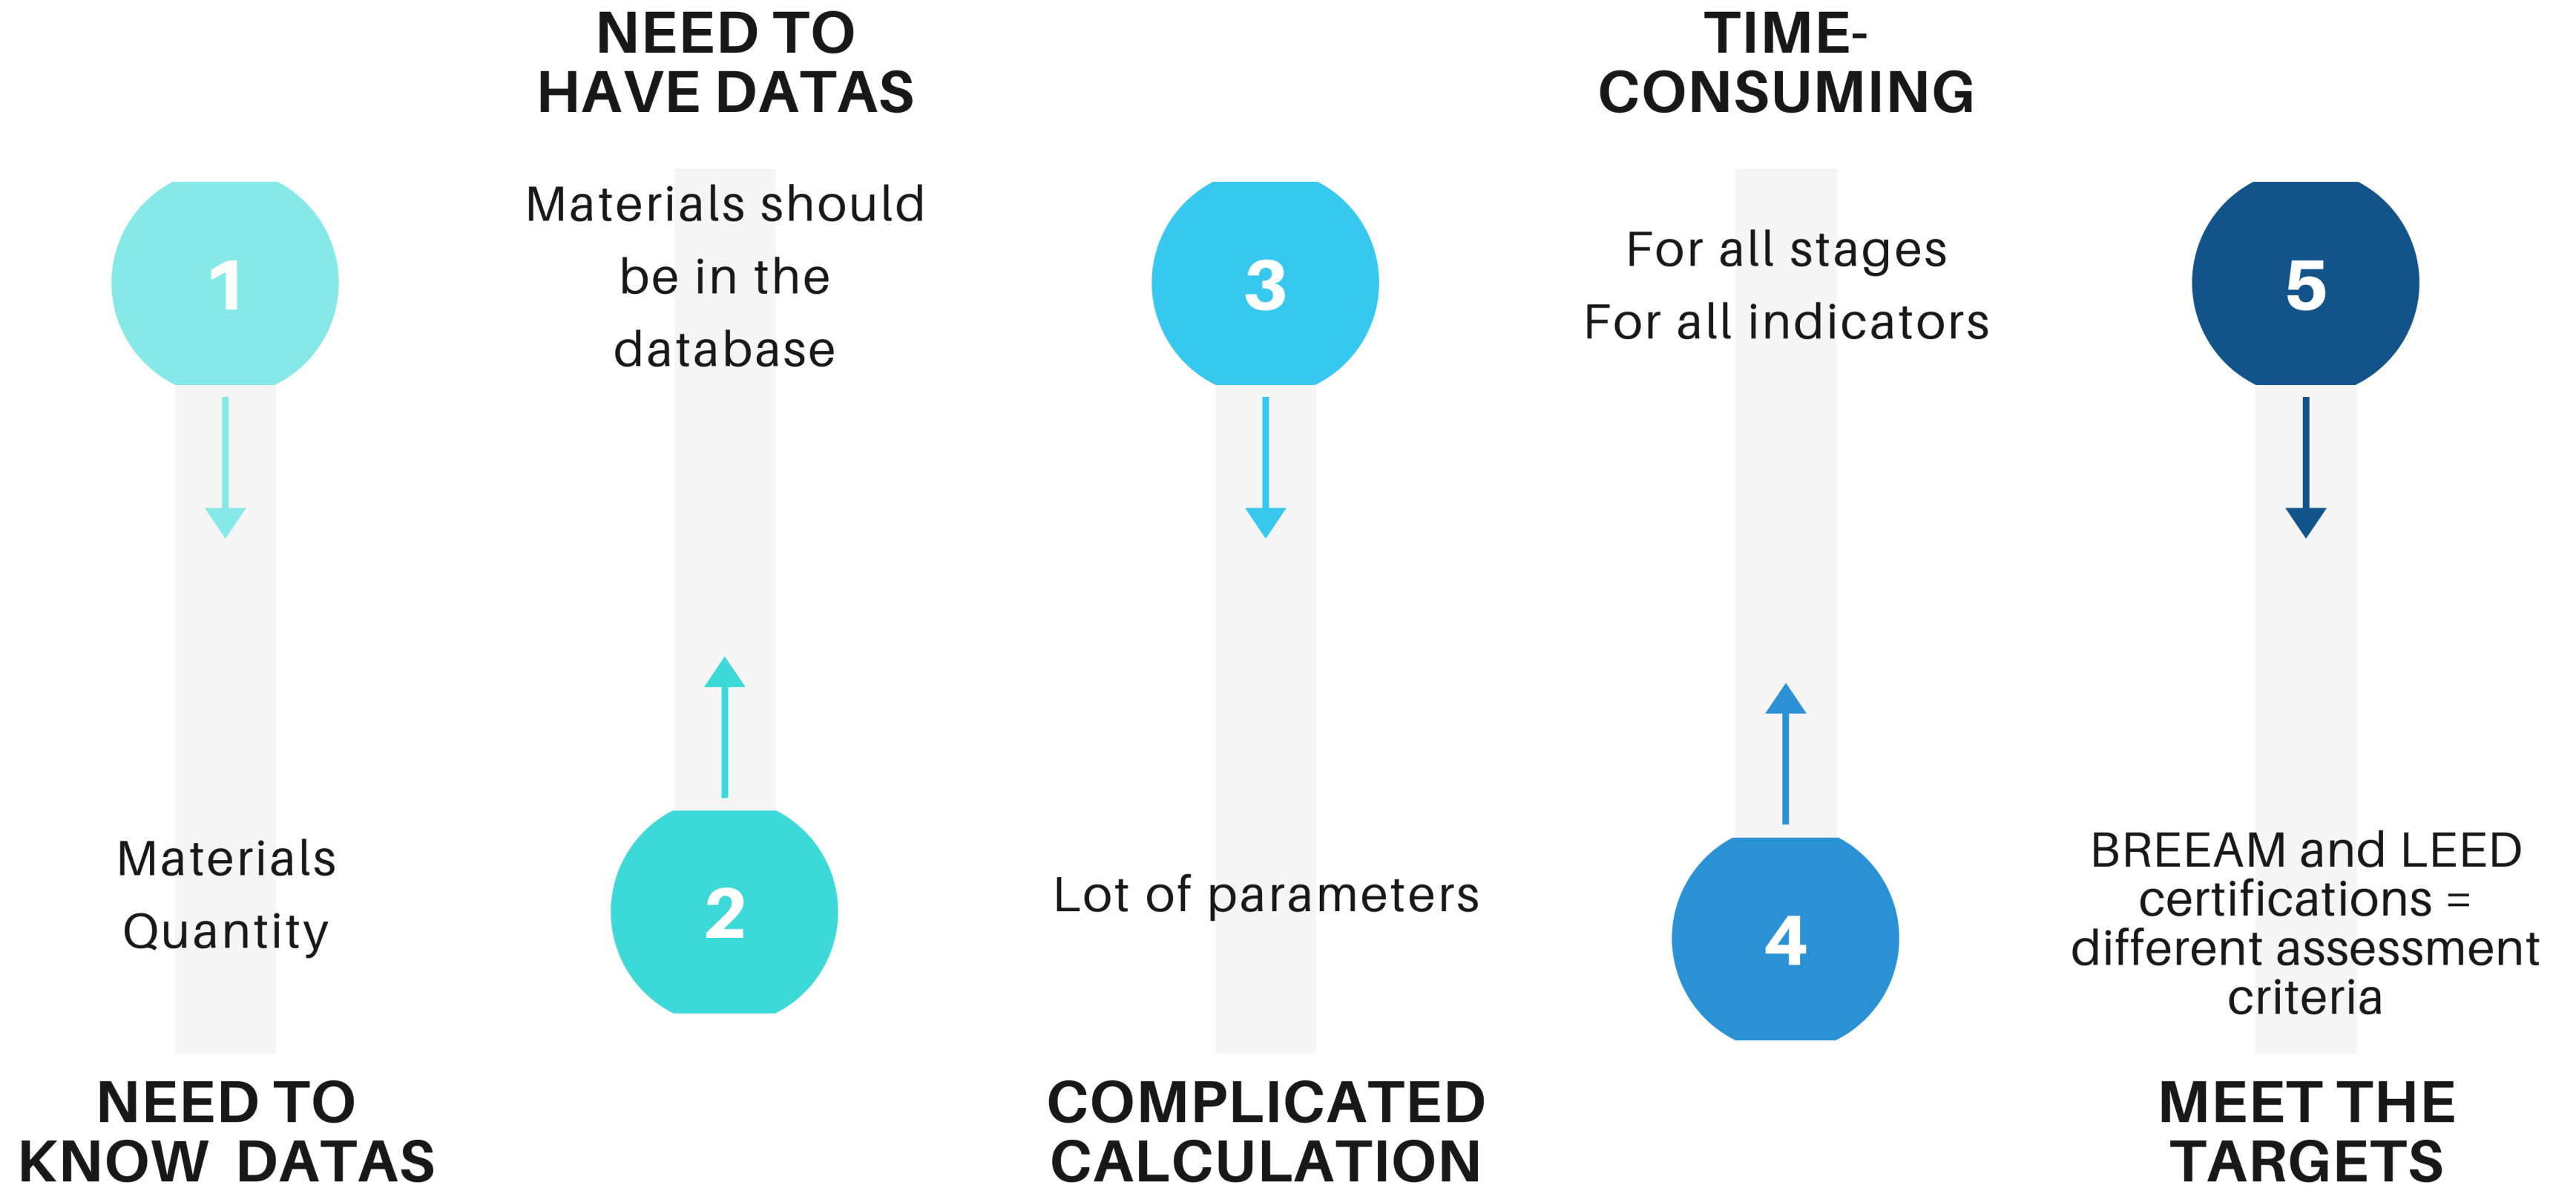 1
Materials
Quantity
NEED TO
KNOW DATAS
NEED TO
HAVE DATAS
Materials should
be in the
database
2
3
Lot of parameters
COMPLICATED
CALCULATION
TIME-
CONSUMING
For all stages
For all indicators
4
5
BREEAM and LEED
certifications =
different assessment
criteria
MEET THE
TARGETS